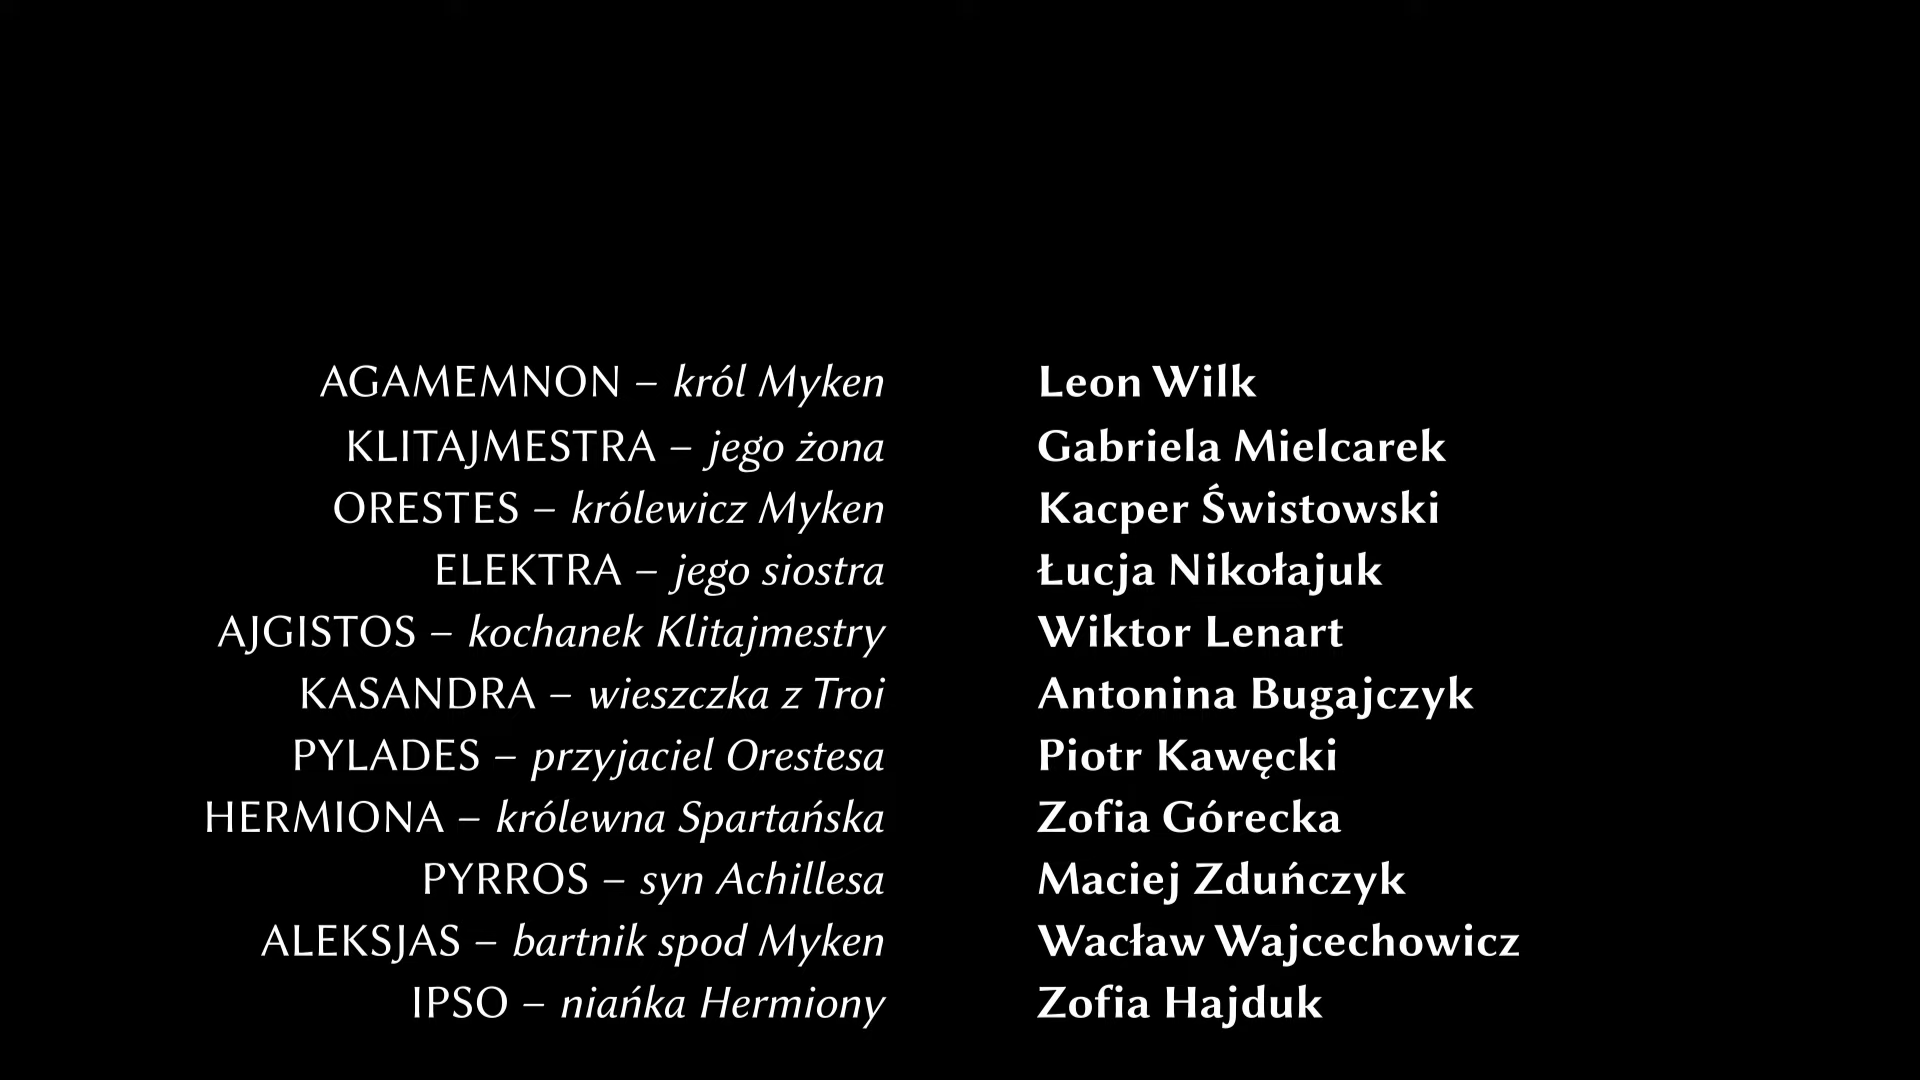 AGAMEMNON – król Myken Leon Wilk
KLITAJMESTRA – jego żona Gabriela Mielcarek
ORESTES – królewicz Myken Kacper Świstowski
ELEKTRA – jego siostra Łucja Nikołajuk
AJGISTOS – kochanek Klitajmestry Wiktor Lenart
KASANDRA – wieszczka z Troi Antonina Bugajczyk
PYLADES – przyjaciel Orestesa Piotr Kawęcki
HERMIONA – królewna Spartańska Zofia Górecka
PYRROS – syn Achillesa Maciej Zduńczyk
ALEKSJAS – bartnik spod Myken Wacław Wajcechowicz
IPSO – niańka Hermiony Zofia Hajduk